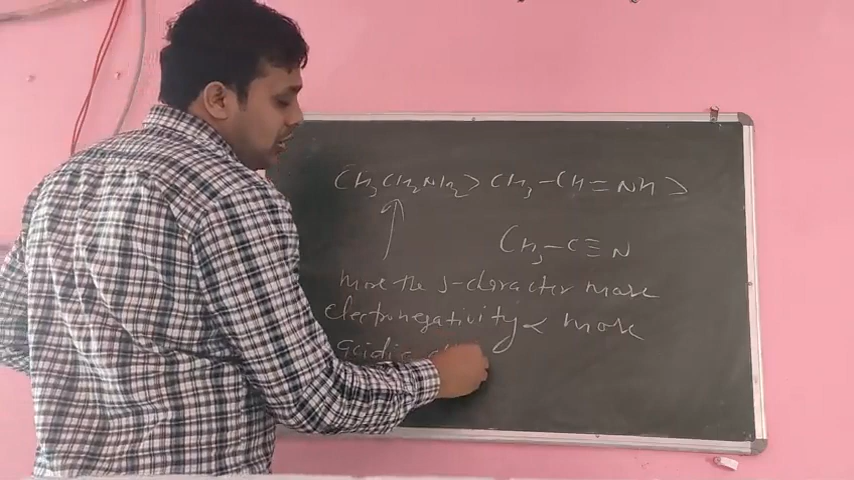 CH₃CH₂NH₂ > CH₃-CH=NH >
CH₃-C≡N
more the s-character more
electronegativity & more
acidic